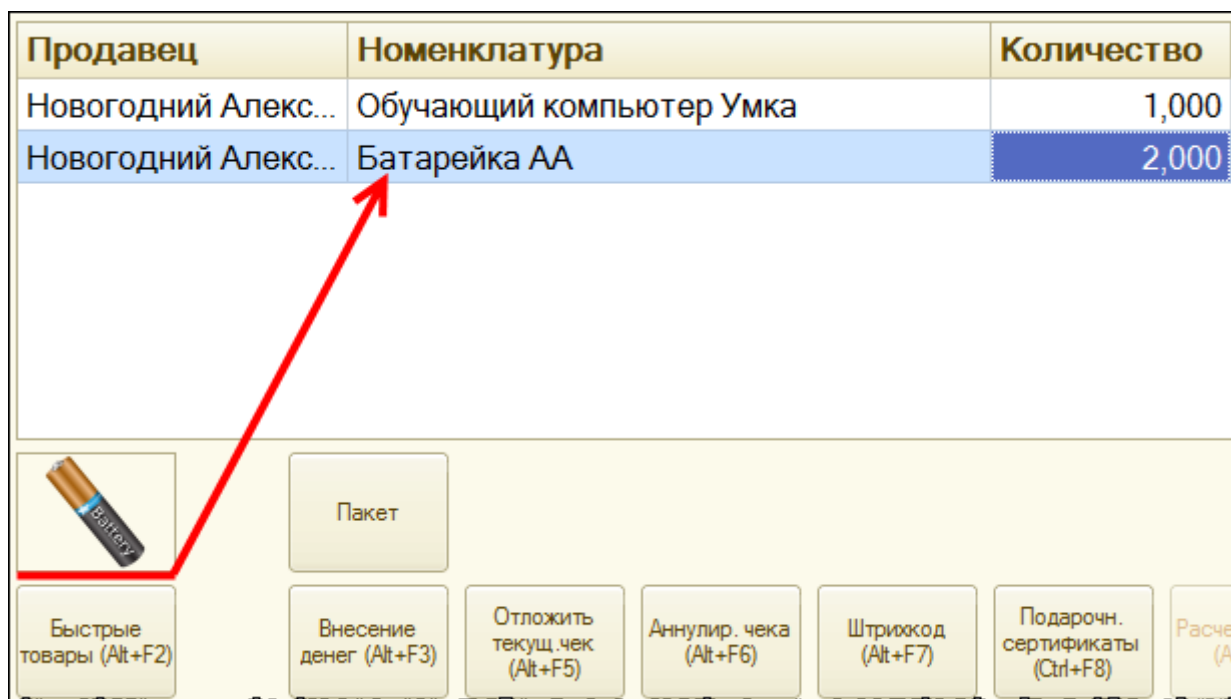 Продавец Номенклатура Количество
Новогодний Алекс... Обучающий компьютер Умка 1,000
Новогодний Алекс... Батарейка АА 2,000
Battery
Пакет
Быстрые
товары (Alt+F2)
Внесение
денег (Alt+F3)
Отложить
текущ.чек
(Alt+F5)
Аннулир. чека
(Alt+F6)
Штрихкод
(Alt+F7)
Подарочн.
сертификаты
(Ctrl+F8)